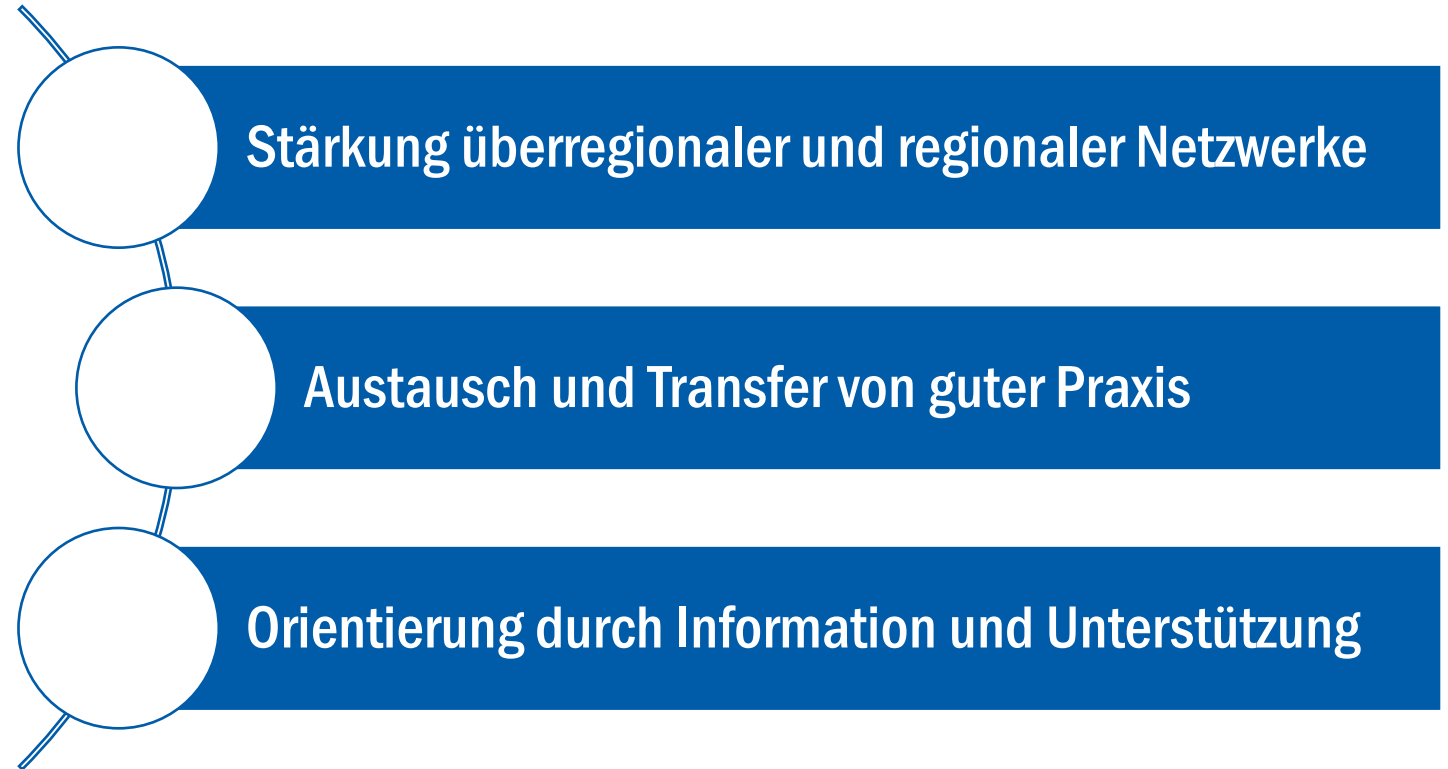 Stärkung überregionaler und regionaler Netzwerke
Austausch und Transfer von guter Praxis
Orientierung durch Information und Unterstützung